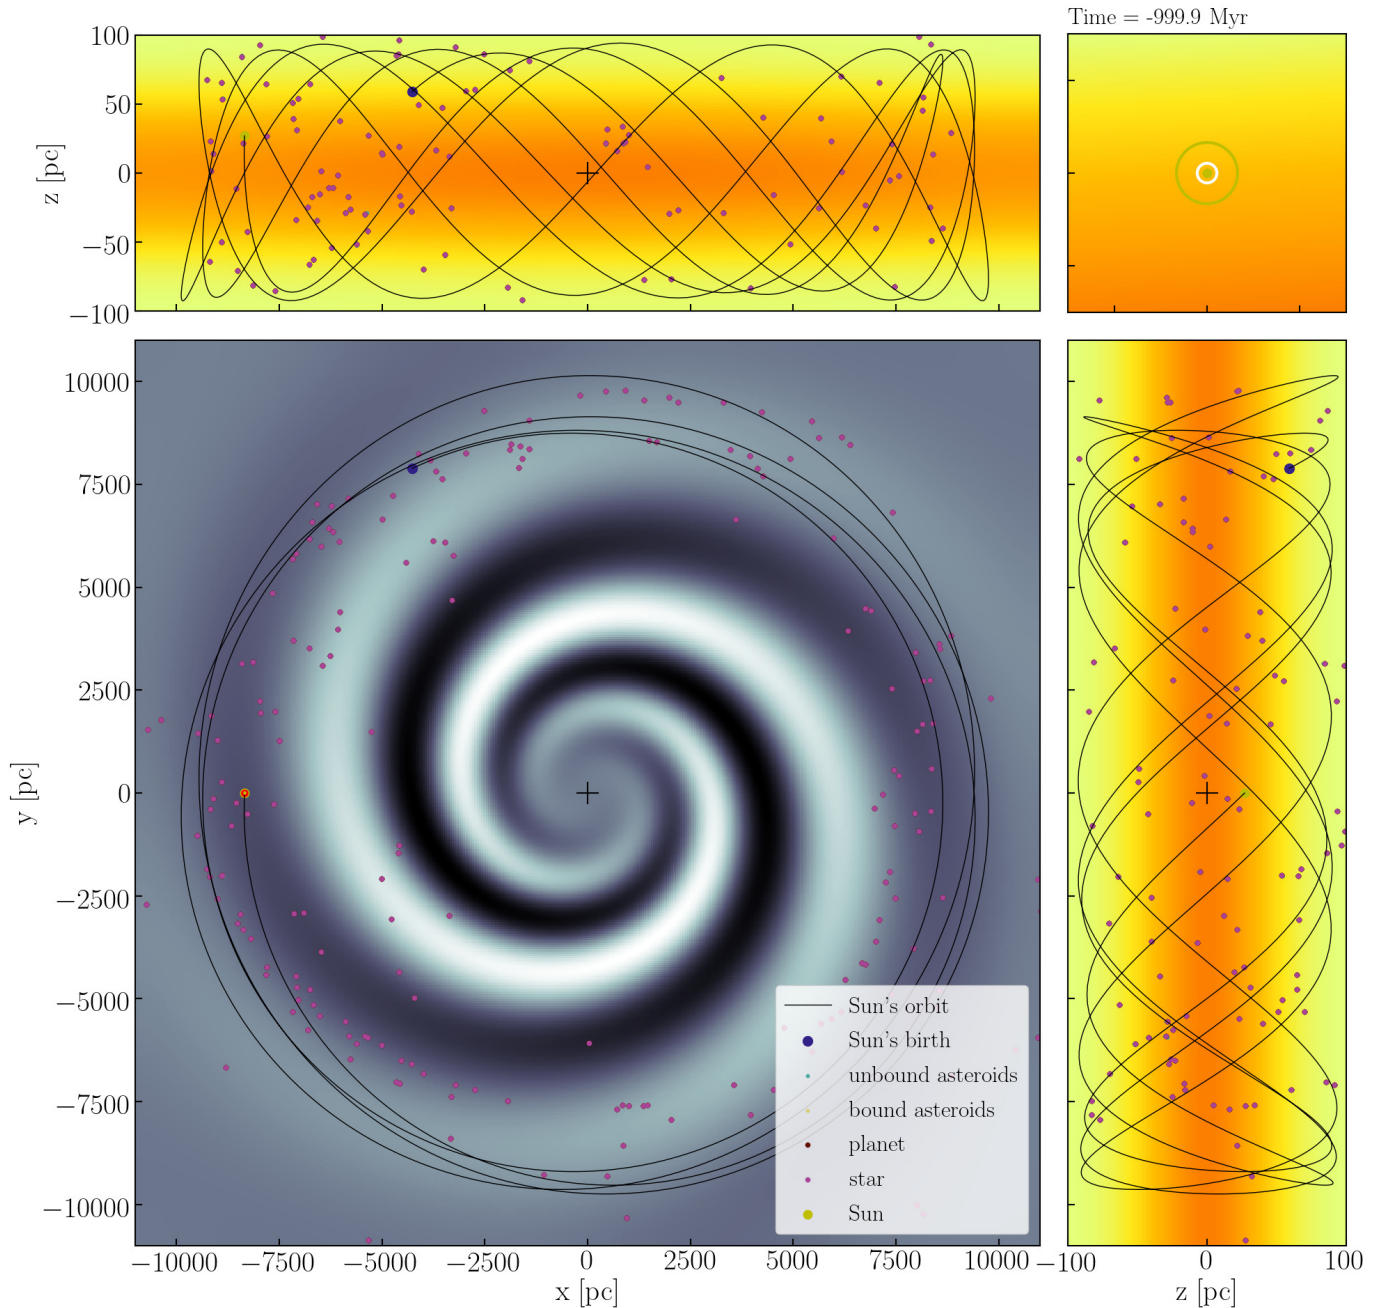 Time = -999.9 Myr
100
50
0
−50
−100
z [pc]
10000
7500
5000
2500
0
−2500
−5000
−7500
−10000
y [pc]
Sun's orbit
Sun's birth
unbound asteroids
bound asteroids
planet
star
Sun
−10000 −7500 −5000 −2500 0 2500 5000 7500 10000
x [pc]
−100 0 100
z [pc]